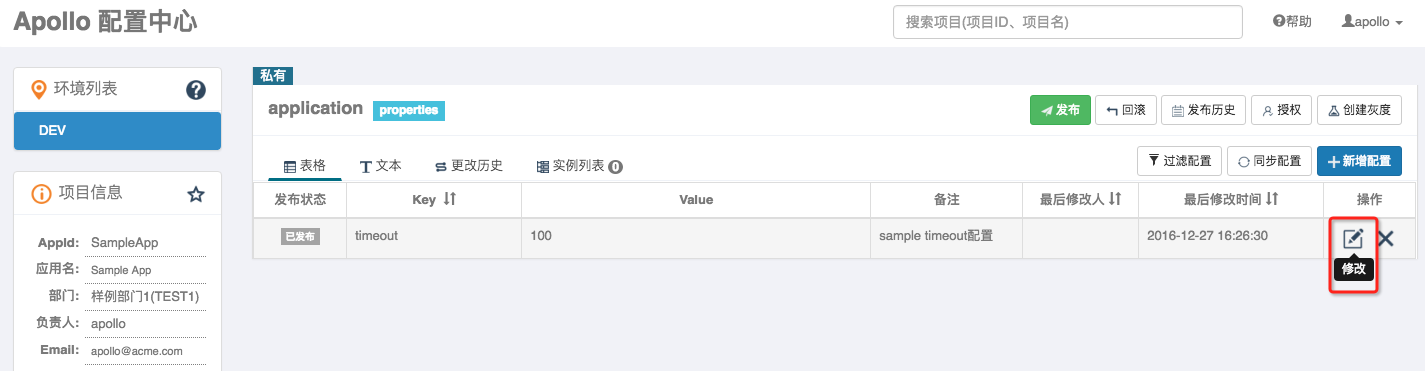 Apollo 配置中心
搜索项目(项目ID、项目名)
帮助
apollo
环境列表
DEV
项目信息
AppId: SampleApp
应用名: Sample App
部门: 样例部门1(TEST1)
负责人: apollo
Email: apollo@acme.com
私有
application properties
发布 回滚 发布历史 授权 创建灰度
表格 文本 更改历史 实例列表 0
过滤配置 同步配置 新增配置
发布状态 Key Value 备注 最后修改人 最后修改时间 操作
已发布 timeout 100 sample timeout配置 2016-12-27 16:26:30
修改